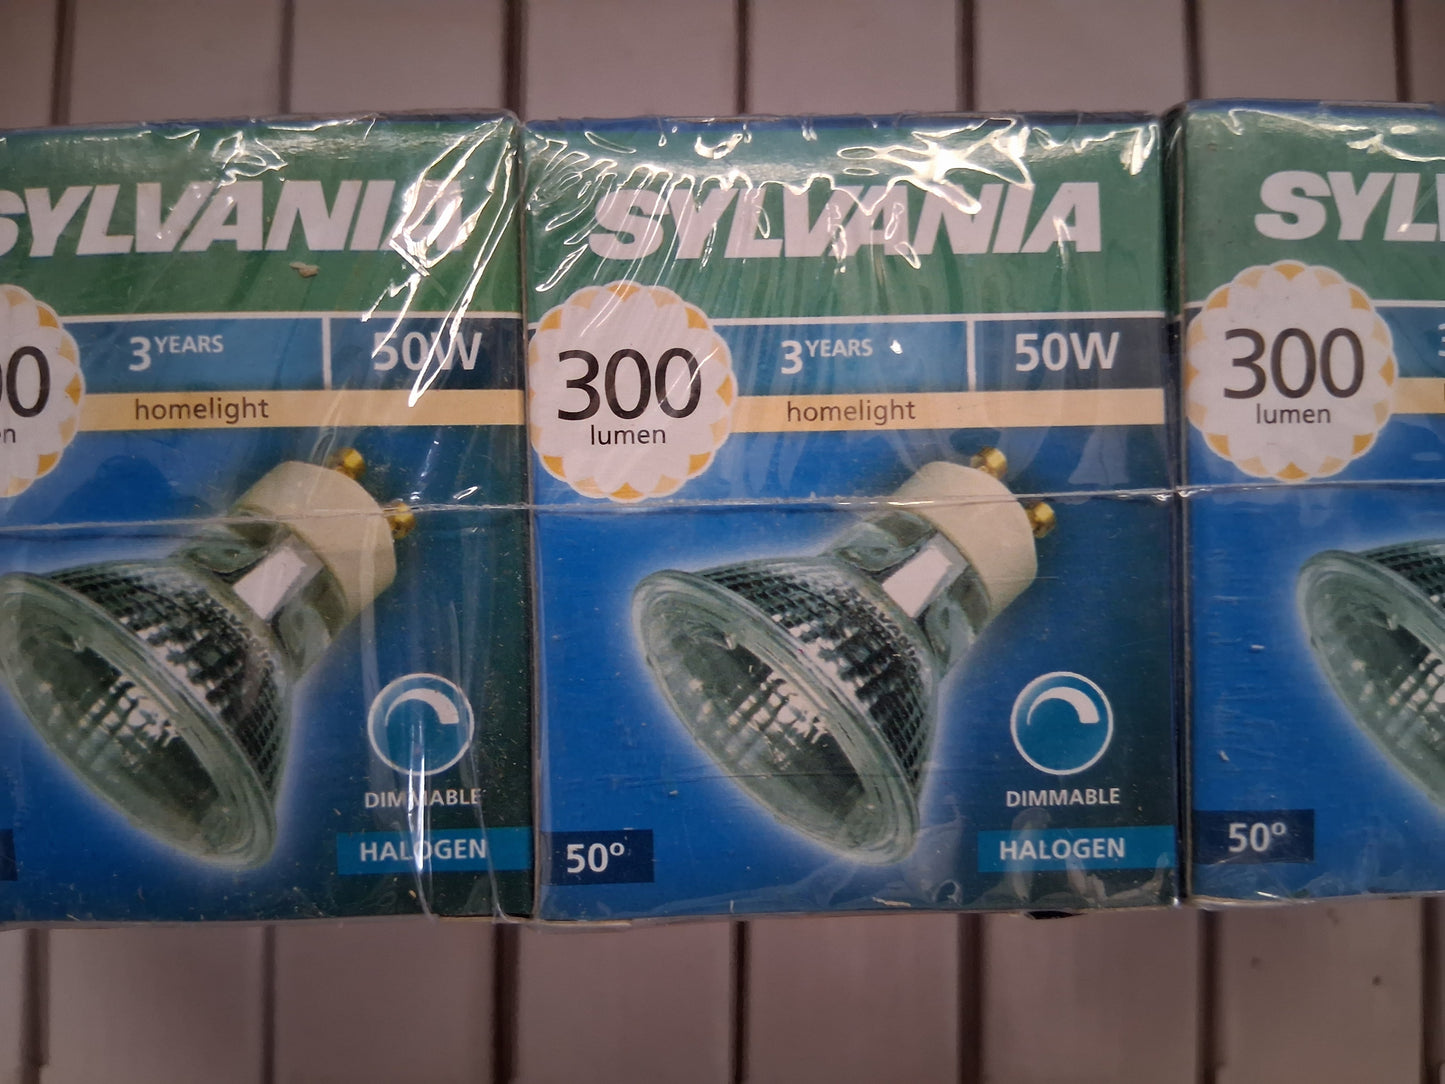 SYLVANIA
3 YEARS
50W
homelight
DIMMABLE
HALOGEN
SYLVANIA
300
lumen
3 YEARS
50W
homelight
DIMMABLE
HALOGEN
50°
SYL
300
lumen
50°